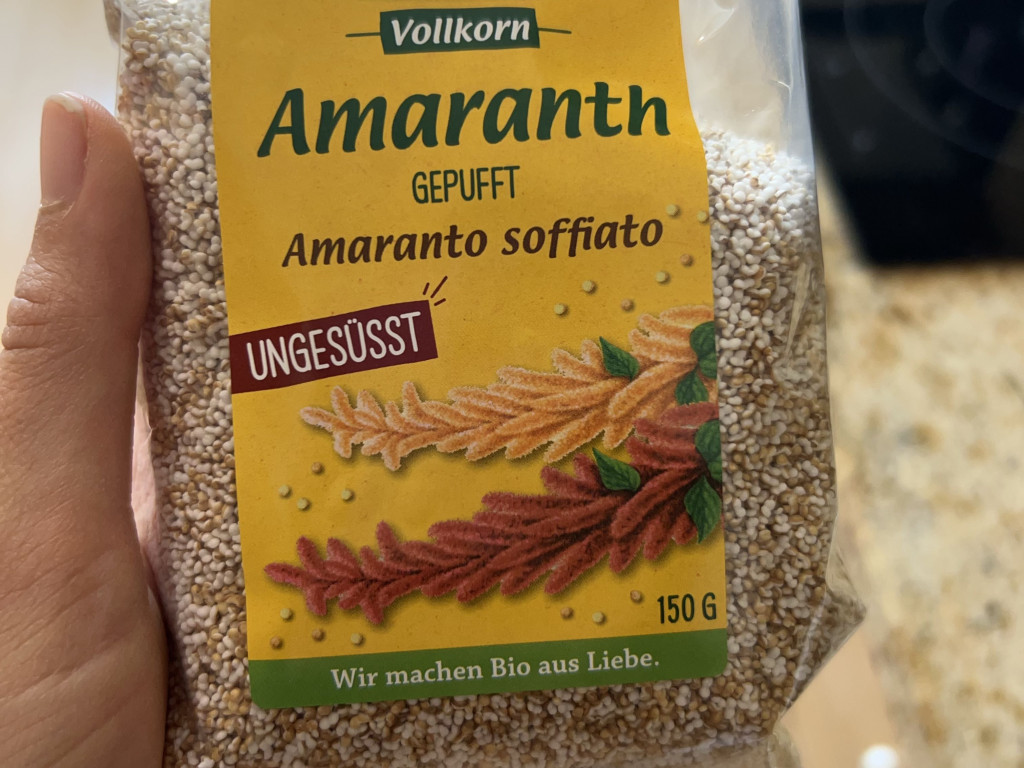 Vollkorn
Amaranth
GEPUFFT
Amaranto soffiato
UNGESÜSST
150 G
Wir machen Bio aus Liebe.